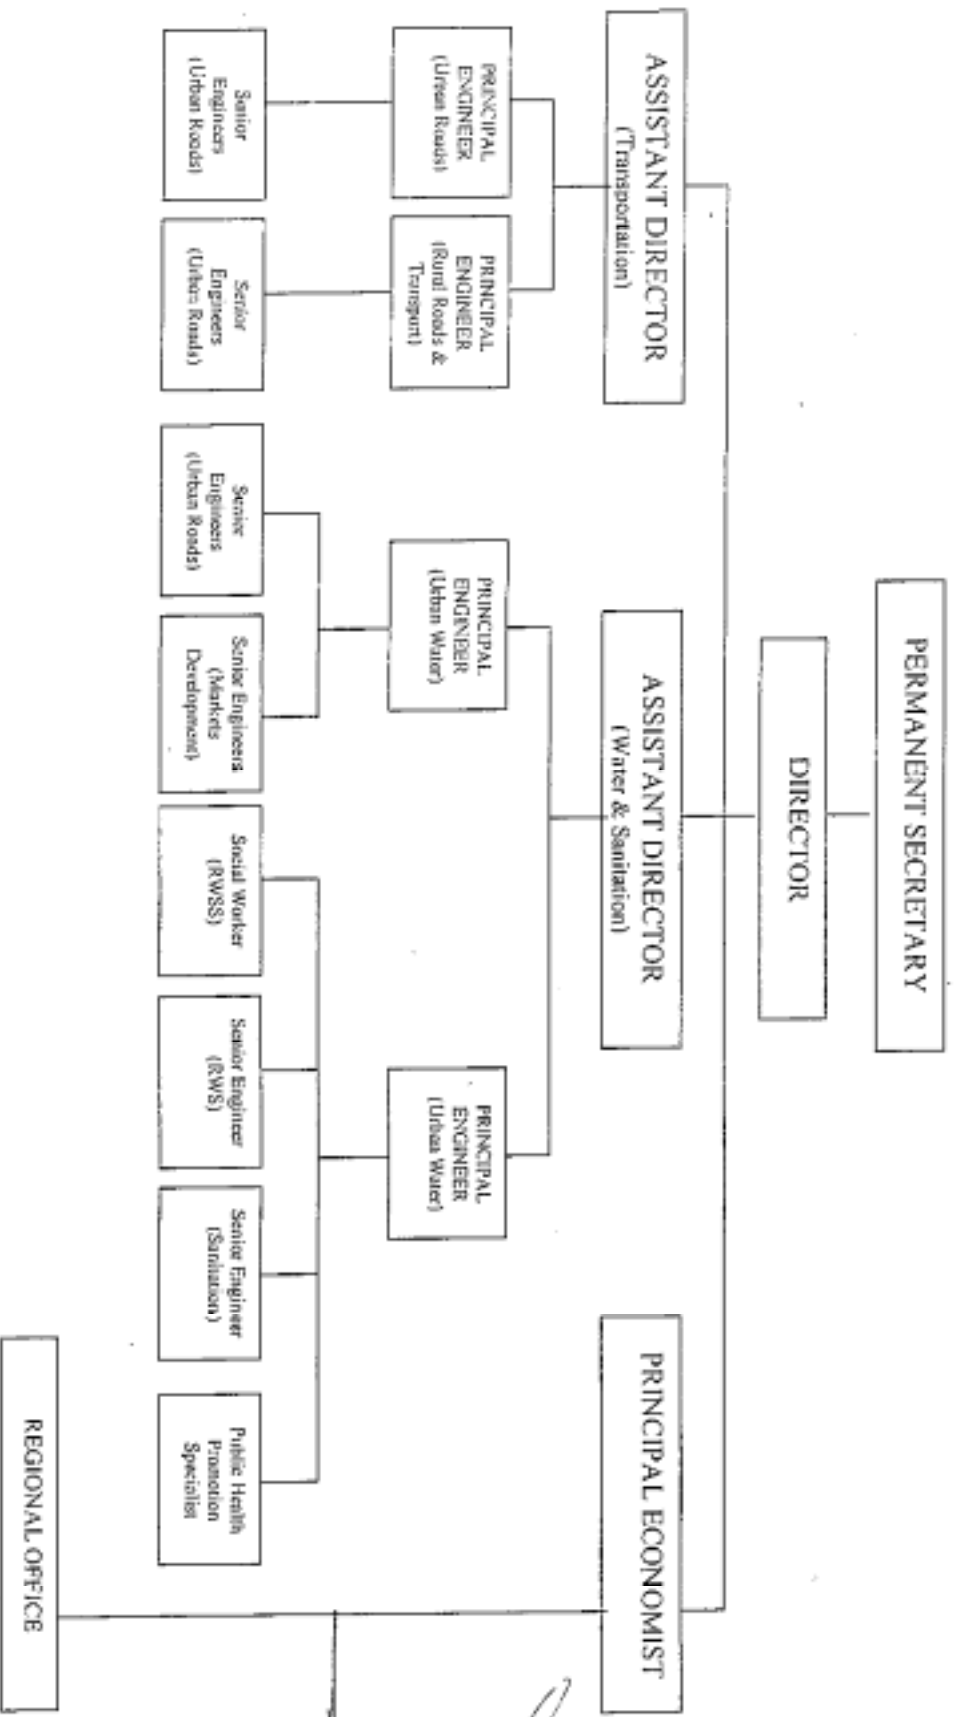 PERMANENT SECRETARY
DIRECTOR
ASSISTANT DIRECTOR
(Transportation)
ASSISTANT DIRECTOR
(Water & Sanitation)
PRINCIPAL ECONOMIST
PRINCIPAL
ENGINEER
(Urban Roads)
PRINCIPAL
ENGINEER
(Rural Roads &
Transport)
PRINCIPAL
ENGINEER
(Urban Water)
PRINCIPAL
ENGINEER
(Urban Water)
Senior
Engineers
(Urban Roads)
Senior
Engineers
(Urban Roads)
Senior
Engineers
(Urban Roads)
Senior Engineers
(Markets
Development)
Social Worker
(RWSS)
Senior Engineer
(RWS)
Senior Engineer
(Sanitation)
Public Health
Promotion
Specialist
REGIONAL OFFICE